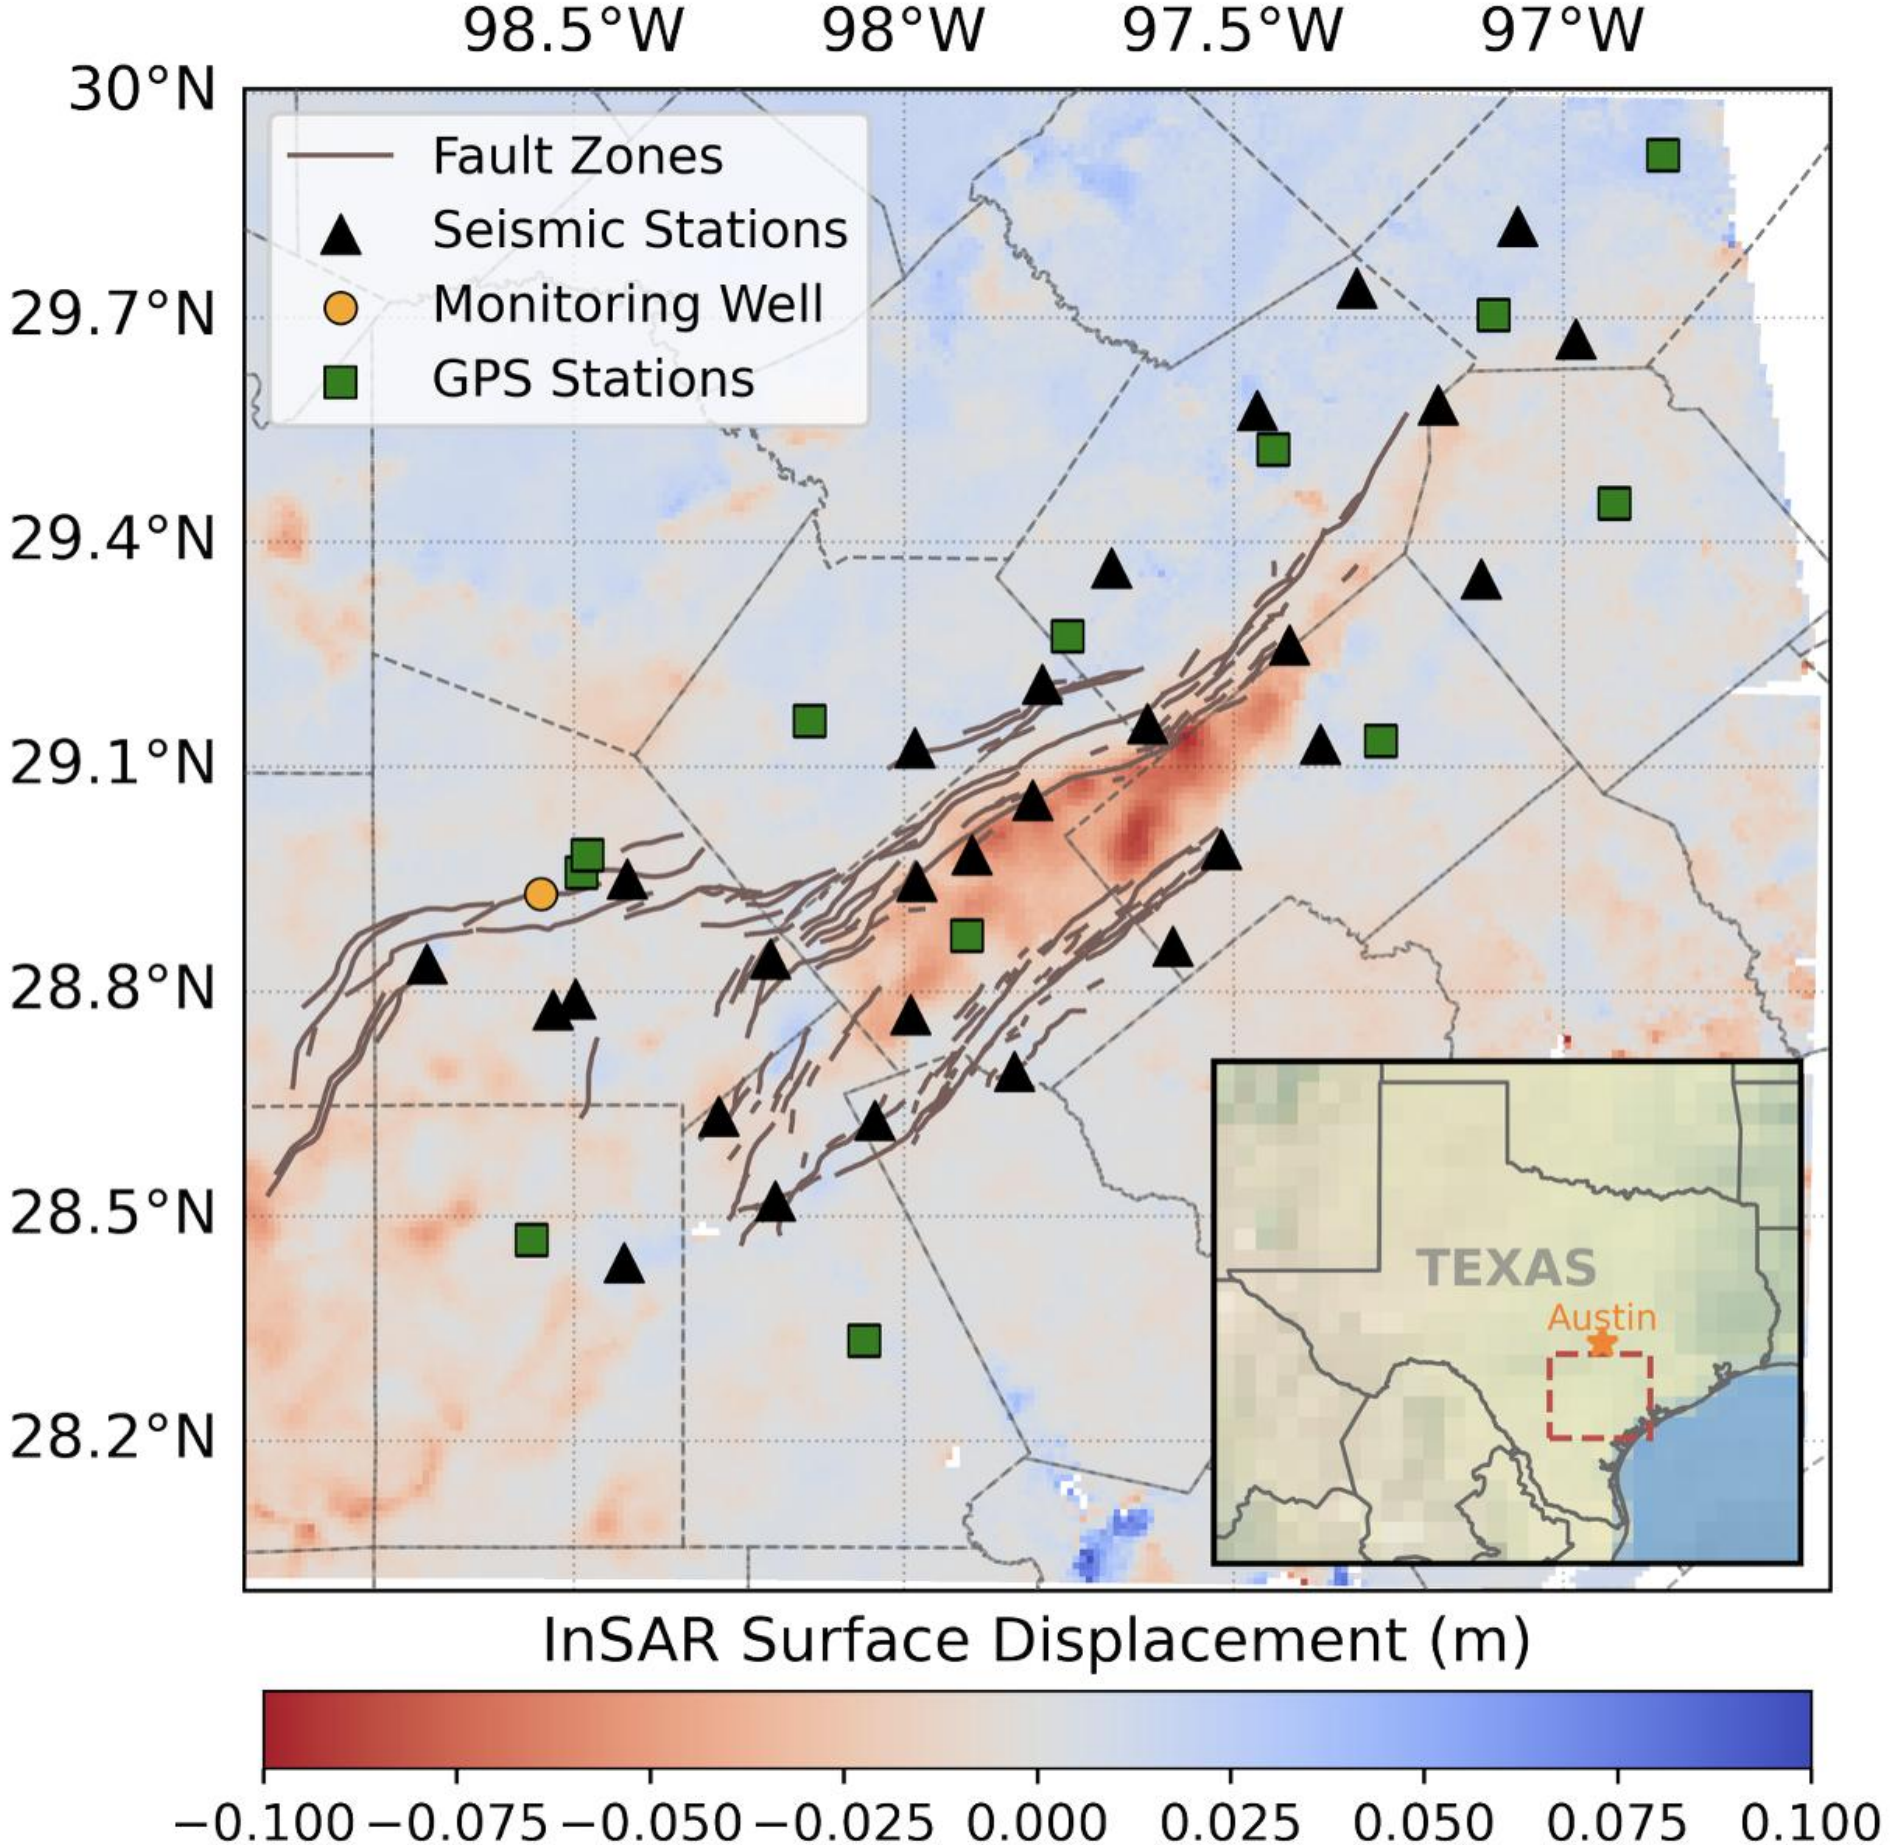 98.5°W 98°W 97.5°W 97°W
30°N
Fault Zones
Seismic Stations
Monitoring Well
GPS Stations
29.7°N
29.4°N
29.1°N
28.8°N
28.5°N
28.2°N
TEXAS
Austin
InSAR Surface Displacement (m)
−0.100 −0.075 −0.050 −0.025 0.000 0.025 0.050 0.075 0.100